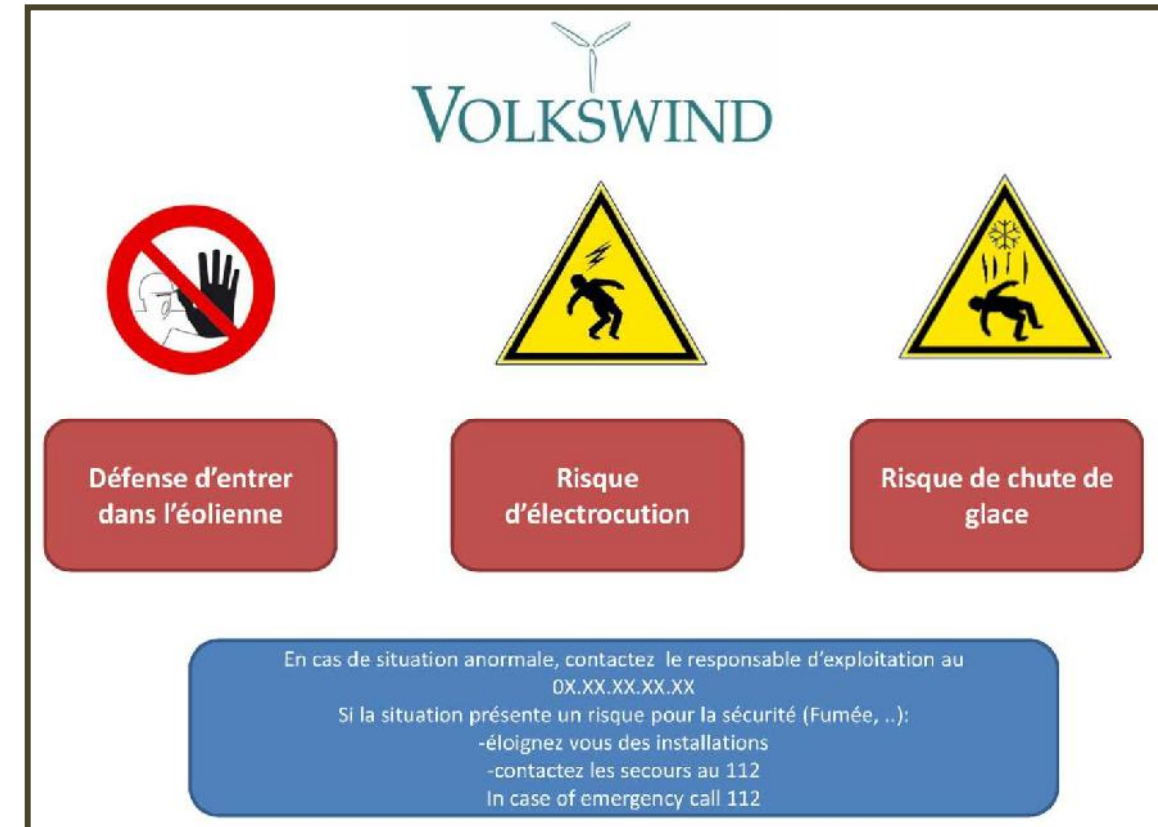 VOLKSWIND
Défense d'entrer
dans l'éolienne
Risque
d'électrocution
Risque de chute de
glace
En cas de situation anormale, contactez le responsable d'exploitation au
0X.XX.XX.XX.XX
Si la situation présente un risque pour la sécurité (Fumée, ..):
-éloignez vous des installations
-contactez les secours au 112
In case of emergency call 112